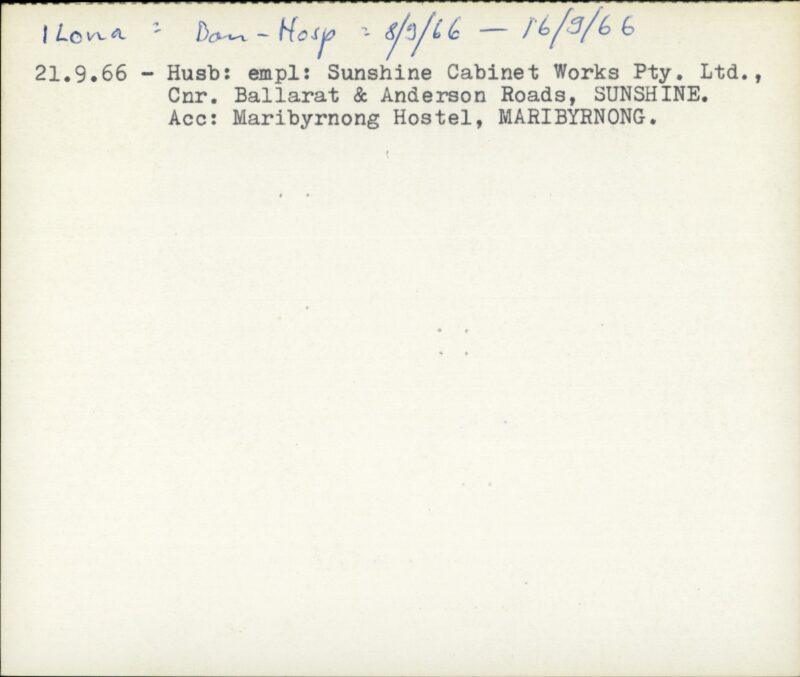 ILona = Bon-Hosp = 8/9/66 — 16/9/66
21.9.66 - Husb: empl: Sunshine Cabinet Works Pty. Ltd.,
Cnr. Ballarat & Anderson Roads, SUNSHINE.
Acc: Maribyrnong Hostel, MARIBYRNONG.